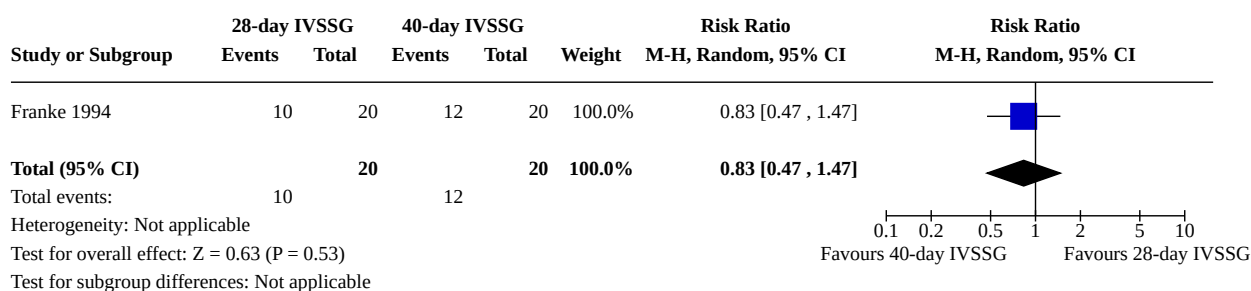 28-day IVSSG 40-day IVSSG Risk Ratio Risk Ratio
Study or Subgroup Events Total Events Total Weight M-H, Random, 95% CI M-H, Random, 95% CI
Franke 1994 10 20 12 20 100.0% 0.83 [0.47 , 1.47]
Total (95% CI) 20 20 100.0% 0.83 [0.47 , 1.47]
Total events: 10 12
Heterogeneity: Not applicable
0.1 0.2 0.5 1 2 5 10
Test for overall effect: Z = 0.63 (P = 0.53) Favours 40-day IVSSG Favours 28-day IVSSG
Test for subgroup differences: Not applicable